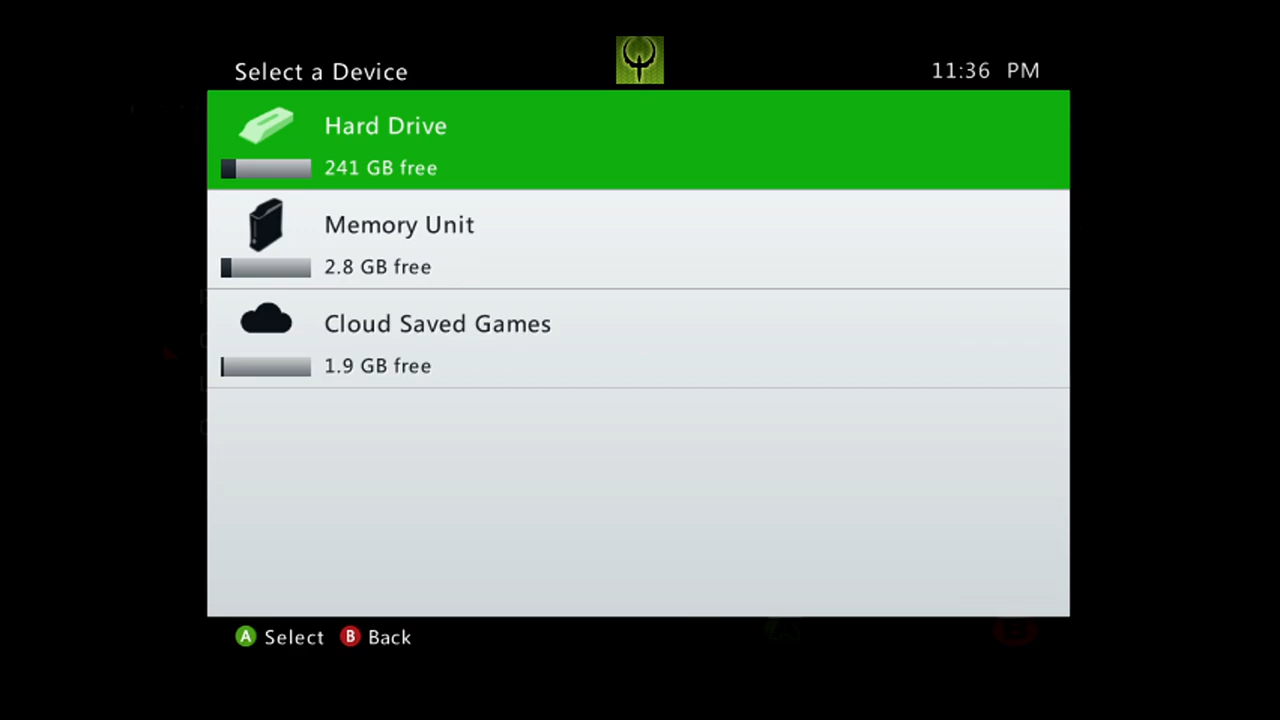 Select a Device
11:36 PM
Hard Drive
241 GB free
Memory Unit
2.8 GB free
Cloud Saved Games
1.9 GB free
A Select B Back